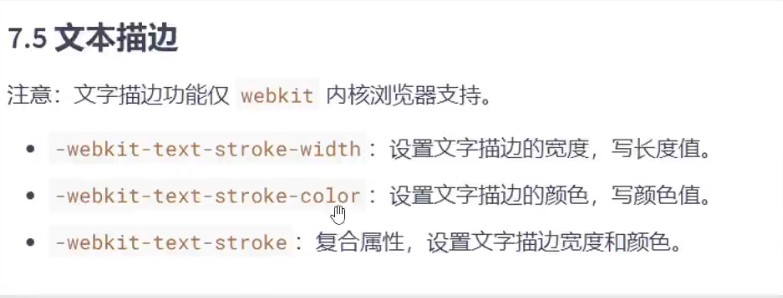 7.5 文本描边
注意：文字描边功能仅 webkit 内核浏览器支持。
-webkit-text-stroke-width：设置文字描边的宽度，写长度值。
-webkit-text-stroke-color：设置文字描边的颜色，写颜色值。
-webkit-text-stroke：复合属性，设置文字描边宽度和颜色。